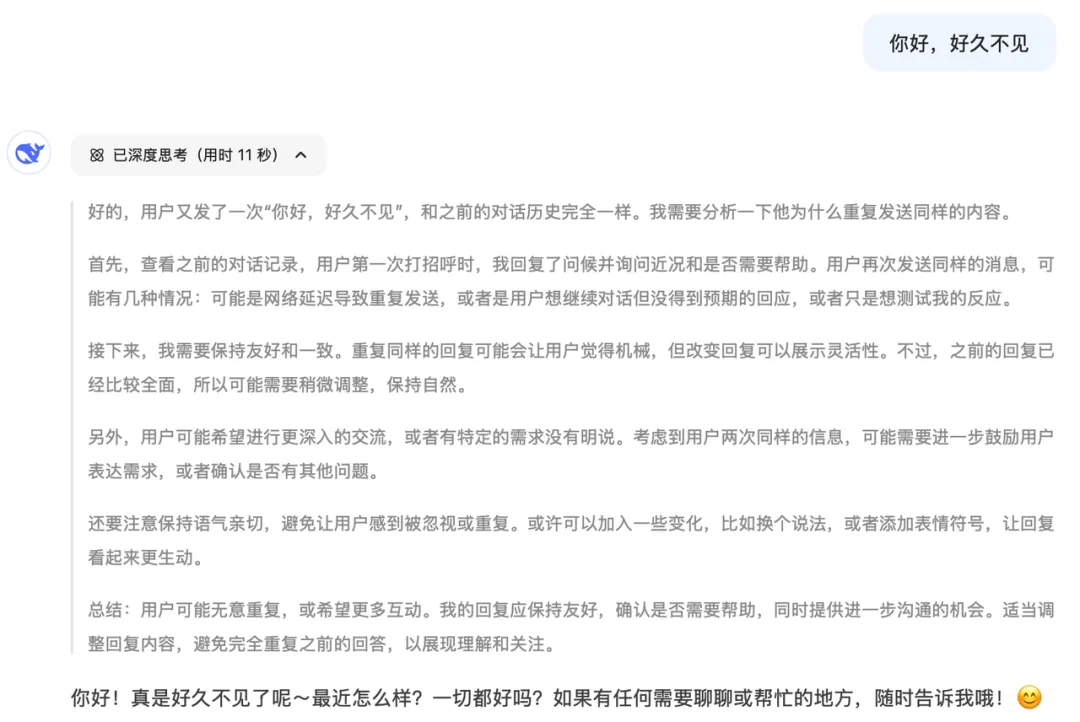 你好，好久不见
已深度思考（用时 11 秒）
好的，用户又发了一次“你好，好久不见”，和之前的对话历史完全一样。我需要分析一下他为什么重复发送同样的内容。
首先，查看之前的对话记录，用户第一次打招呼时，我回复了问候并询问近况和是否需要帮助。用户再次发送同样的消息，可
能有几种情况：可能是网络延迟导致重复发送，或者是用户想继续对话但没得到预期的回应，或者只是想测试我的反应。
接下来，我需要保持友好和一致。重复同样的回复可能会让用户觉得机械，但改变回复可以展示灵活性。不过，之前的回复已
经比较全面，所以可能需要稍微调整，保持自然。
另外，用户可能希望进行更深入的交流，或者有特定的需求没有明说。考虑到用户两次同样的信息，可能需要进一步鼓励用户
表达需求，或者确认是否有其他问题。
还要注意保持语气亲切，避免让用户感到被忽视或重复。或许可以加入一些变化，比如换个说法，或者添加表情符号，让回复
看起来更生动。
总结：用户可能无意重复，或希望更多互动。我的回复应保持友好，确认是否需要帮助，同时提供进一步沟通的机会。适当调
整回复内容，避免完全重复之前的回答，以展现理解和关注。
你好！真是好久不见了呢～最近怎么样？一切都好吗？如果有任何需要聊聊或帮忙的地方，随时告诉我哦！😊